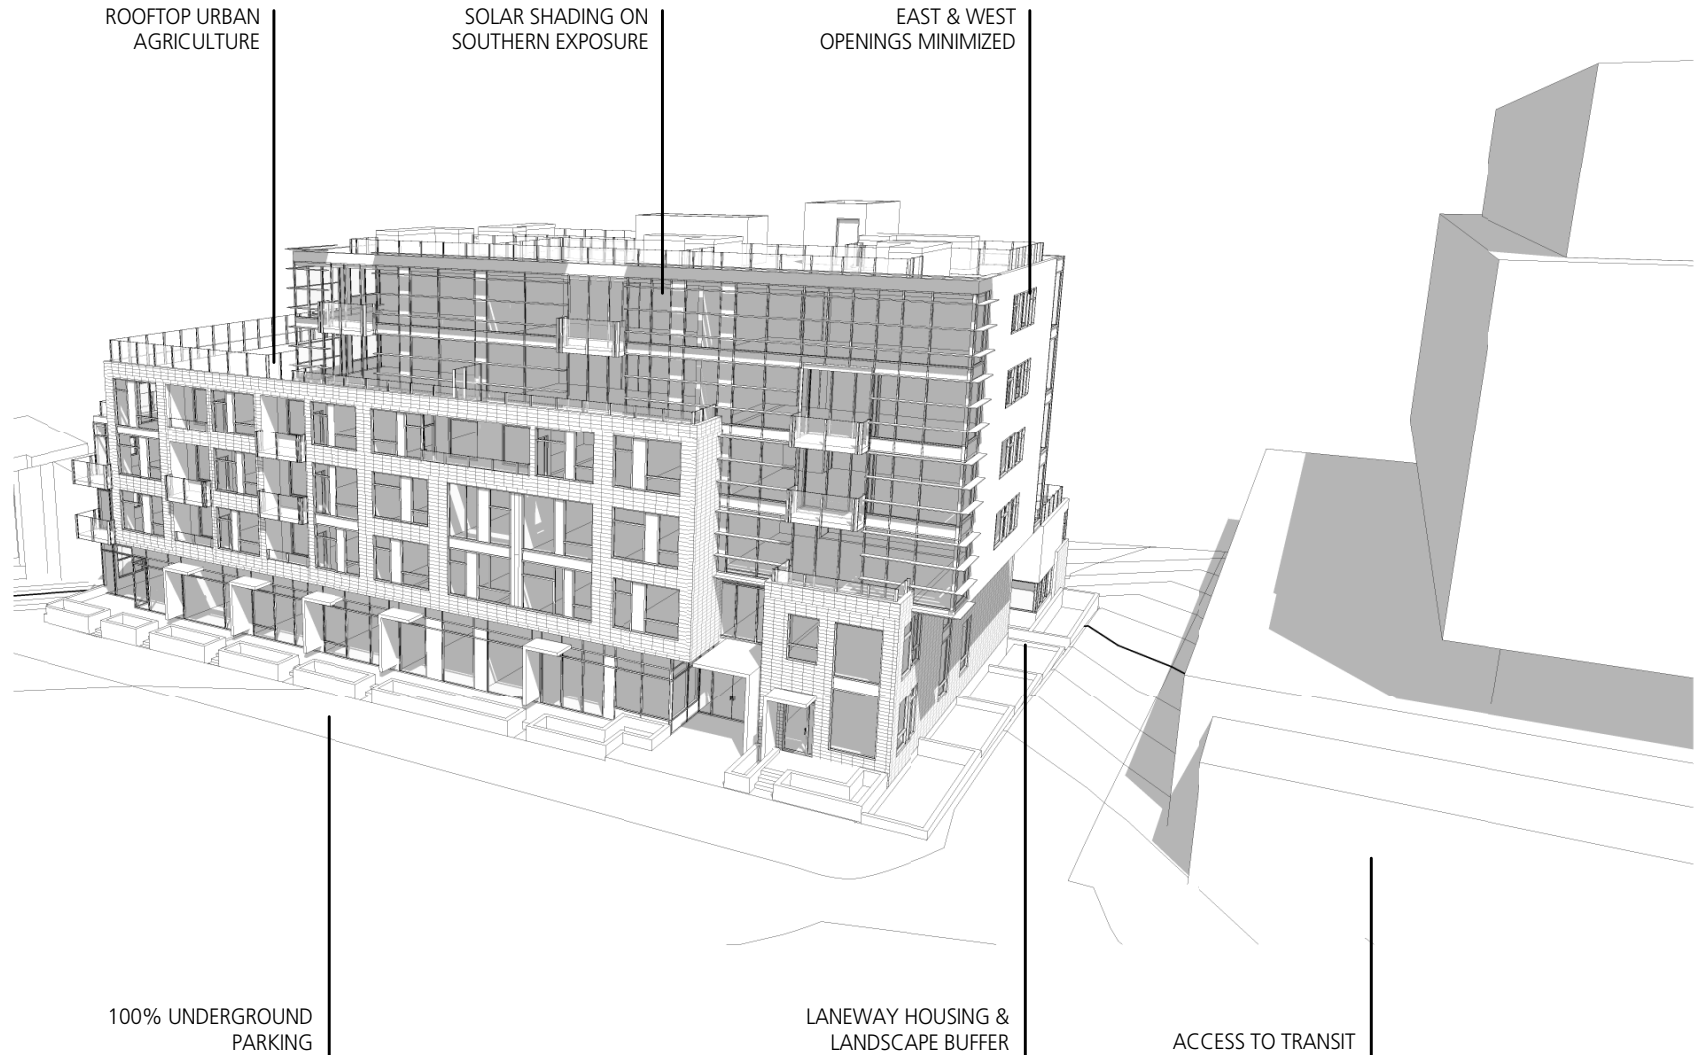 ROOFTOP URBAN
AGRICULTURE
SOLAR SHADING ON
SOUTHERN EXPOSURE
EAST & WEST
OPENINGS MINIMIZED
100% UNDERGROUND
PARKING
LANEWAY HOUSING &
LANDSCAPE BUFFER
ACCESS TO TRANSIT